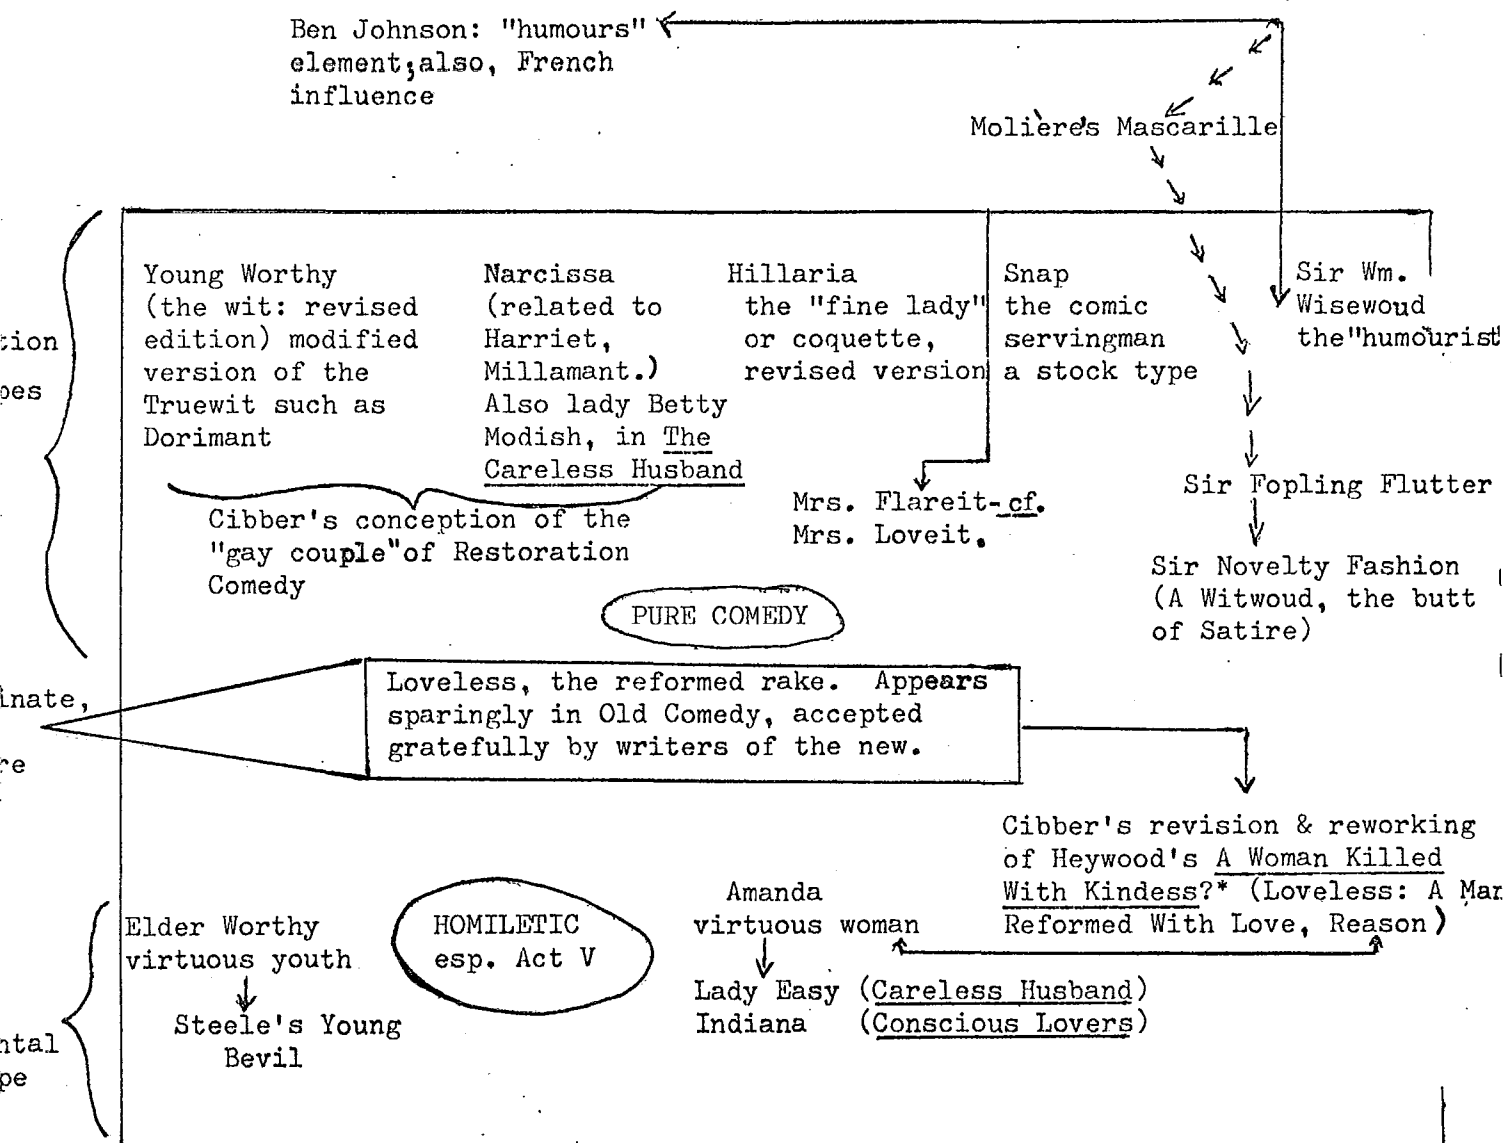 Ben Johnson: "humours"
element; also, French
influence
Molière's Mascarille
Young Worthy
(the wit: revised
edition) modified
version of the
Truewit such as
Dorimant
Narcissa
(related to
Harriet,
Millamant.)
Also lady Betty
Modish, in The
Careless Husband
Hillaria
the "fine lady"
or coquette,
revised version
Snap
the comic
servingman
a stock type
Sir Wm.
Wisewoud
the "humourist"
tion
pes
Cibber's conception of the
"gay couple" of Restoration
Comedy
Mrs. Flareit-cf.
Mrs. Loveit.
Sir Fopling Flutter
Sir Novelty Fashion
(A Witwoud, the butt
of Satire)
PURE COMEDY
inate,
re
Loveless, the reformed rake. Appears
sparingly in Old Comedy, accepted
gratefully by writers of the new.
Cibber's revision & reworking
of Heywood's A Woman Killed
With Kindess?* (Loveless: A Man
Reformed With Love, Reason)
Elder Worthy
virtuous youth
Steele's Young
Bevil
HOMILETIC
esp. Act V
Amanda
virtuous woman
Lady Easy (Careless Husband)
Indiana (Conscious Lovers)
ntal
pe